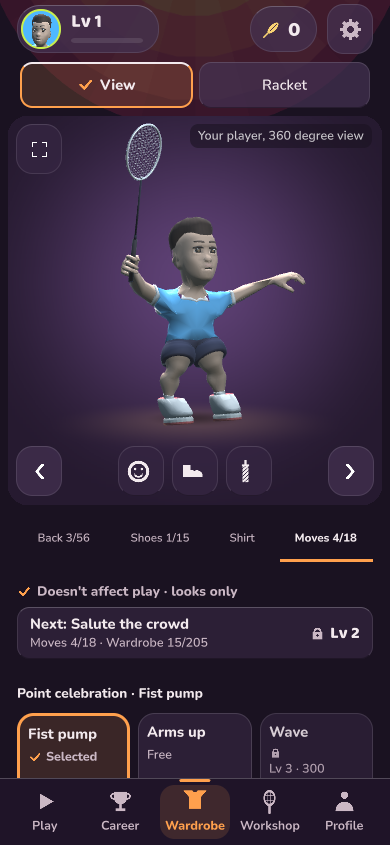 Lv 1
0
View
Racket
Your player, 360 degree view
Back 3/56
Shoes 1/15
Shirt
Moves 4/18
Doesn't affect play · looks only
Next: Salute the crowd
Moves 4/18 · Wardrobe 15/205
Lv 2
Point celebration · Fist pump
Fist pump
Selected
Arms up
Free
Wave
Lv 3 · 300
Play
Career
Wardrobe
Workshop
Profile